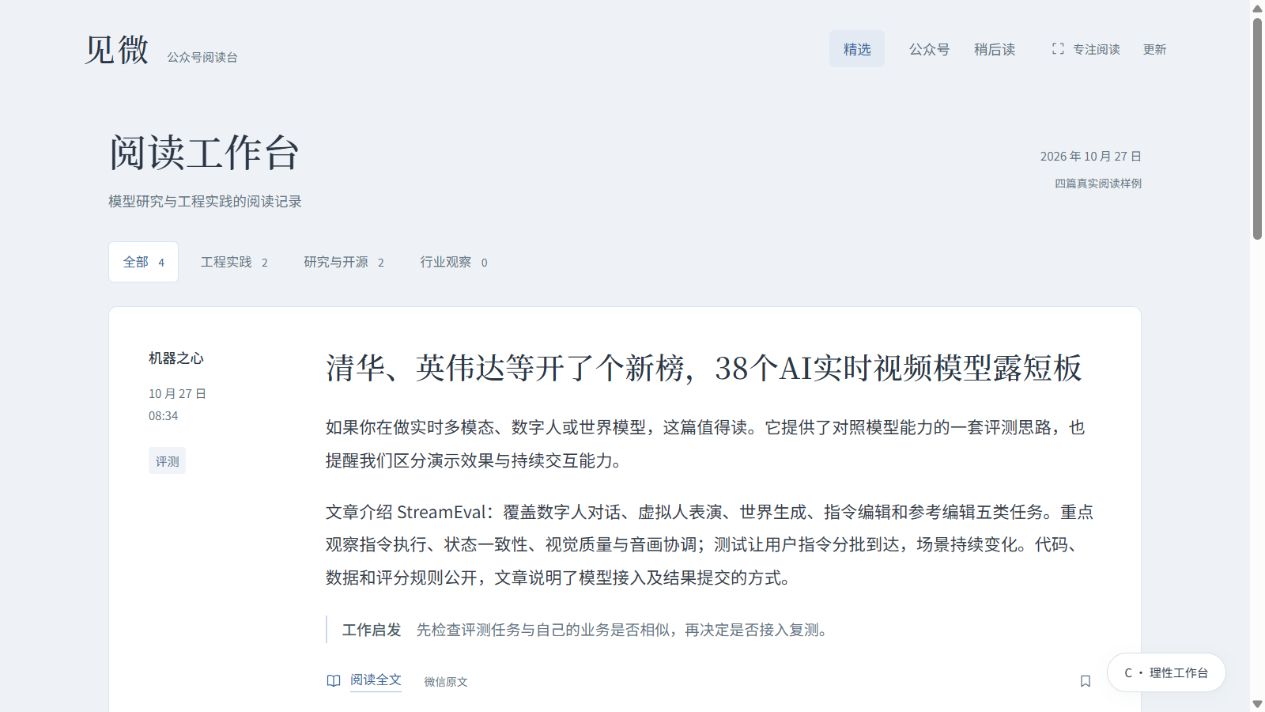 见微 公众号阅读台
精选 公众号 稍后读 专注阅读 更新
阅读工作台
模型研究与工程实践的阅读记录
2026 年 10 月 27 日
四篇真实阅读样例
全部 4 工程实践 2 研究与开源 2 行业观察 0
机器之心
10 月 27 日
08:34
评测
清华、英伟达等开了个新榜，38个AI实时视频模型露短板
如果你在做实时多模态、数字人或世界模型，这篇值得读。它提供了对照模型能力的一套评测思路，也
提醒我们区分演示效果与持续交互能力。
文章介绍 StreamEval：覆盖数字人对话、虚拟人表演、世界生成、指令编辑和参考编辑五类任务。重点
观察指令执行、状态一致性、视觉质量与音画协调；测试让用户指令分批到达，场景持续变化。代码、
数据和评分规则公开，文章说明了模型接入及结果提交的方式。
工作启发 先检查评测任务与自己的业务是否相似，再决定是否接入复测。
阅读全文 微信原文
C · 理性工作台